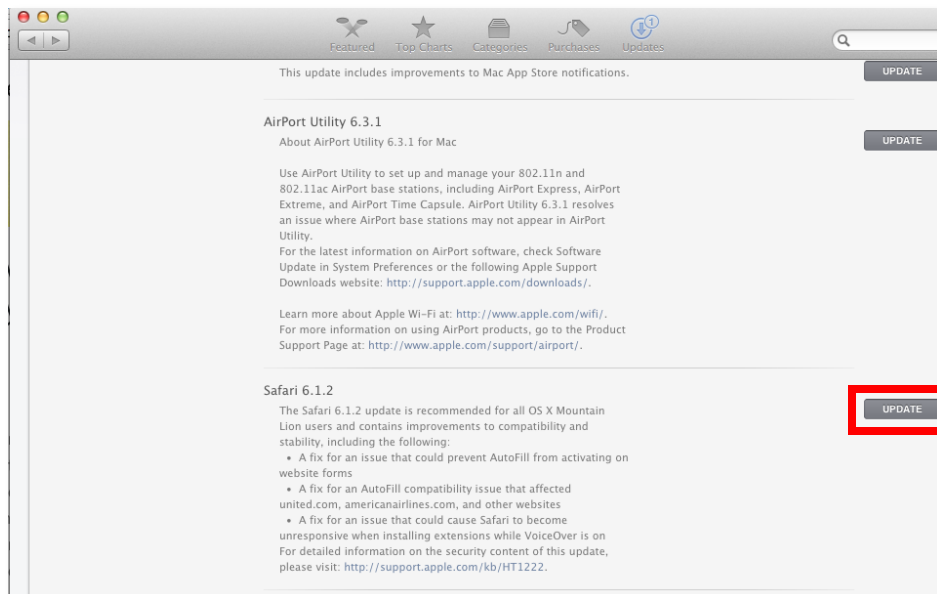 1
Featured Top Charts Categories Purchases Updates
This update includes improvements to Mac App Store notifications.
UPDATE
AirPort Utility 6.3.1
About AirPort Utility 6.3.1 for Mac
UPDATE
Use AirPort Utility to set up and manage your 802.11n and
802.11ac AirPort base stations, including AirPort Express, AirPort
Extreme, and AirPort Time Capsule. AirPort Utility 6.3.1 resolves
an issue where AirPort base stations may not appear in AirPort
Utility.
For the latest information on AirPort software, check Software
Update in System Preferences or the following Apple Support
Downloads website: http://support.apple.com/downloads/.
Learn more about Apple Wi-Fi at: http://www.apple.com/wifi/.
For more information on using AirPort products, go to the Product
Support Page at: http://www.apple.com/support/airport/.
Safari 6.1.2
The Safari 6.1.2 update is recommended for all OS X Mountain
UPDATE
Lion users and contains improvements to compatibility and
stability, including the following:
• A fix for an issue that could prevent AutoFill from activating on
website forms
• A fix for an AutoFill compatibility issue that affected
united.com, americanairlines.com, and other websites
• A fix for an issue that could cause Safari to become
unresponsive when installing extensions while VoiceOver is on
For detailed information on the security content of this update,
please visit: http://support.apple.com/kb/HT1222.